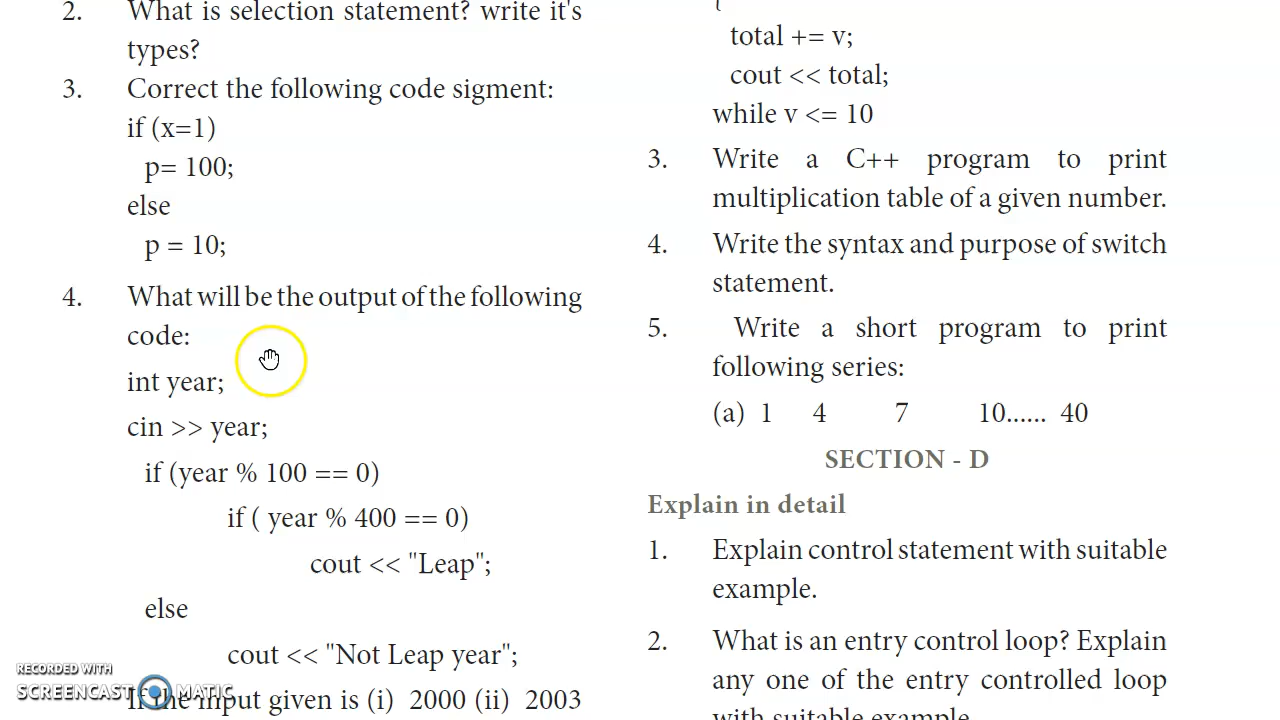 2. What is selection statement? write it's
types?
3. Correct the following code sigment:
if (x=1)
p= 100;
else
p = 10;
4. What will be the output of the following
code:
int year;
cin >> year;
if (year % 100 == 0)
if ( year % 400 == 0)
cout << "Leap";
else
cout << "Not Leap year";
If the input given is (i) 2000 (ii) 2003
{
total += v;
cout << total;
while v <= 10
3. Write a C++ program to print
multiplication table of a given number.
4. Write the syntax and purpose of switch
statement.
5. Write a short program to print
following series:
(a) 1 4 7 10...... 40
SECTION - D
Explain in detail
1. Explain control statement with suitable
example.
2. What is an entry control loop? Explain
any one of the entry controlled loop
with suitable example.
RECORDED WITH
SCREENCAST MATIC